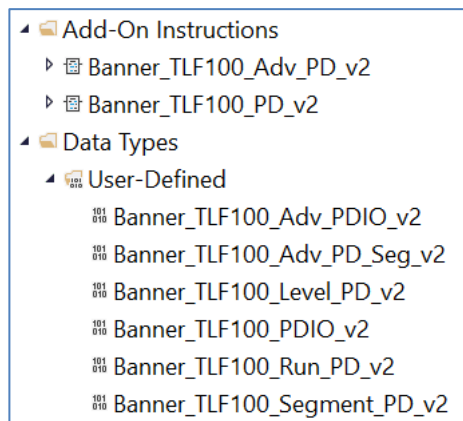 Add-On Instructions
Banner_TLF100_Adv_PD_v2
Banner_TLF100_PD_v2
Data Types
User-Defined
Banner_TLF100_Adv_PDIO_v2
Banner_TLF100_Adv_PD_Seg_v2
Banner_TLF100_Level_PD_v2
Banner_TLF100_PDIO_v2
Banner_TLF100_Run_PD_v2
Banner_TLF100_Segment_PD_v2